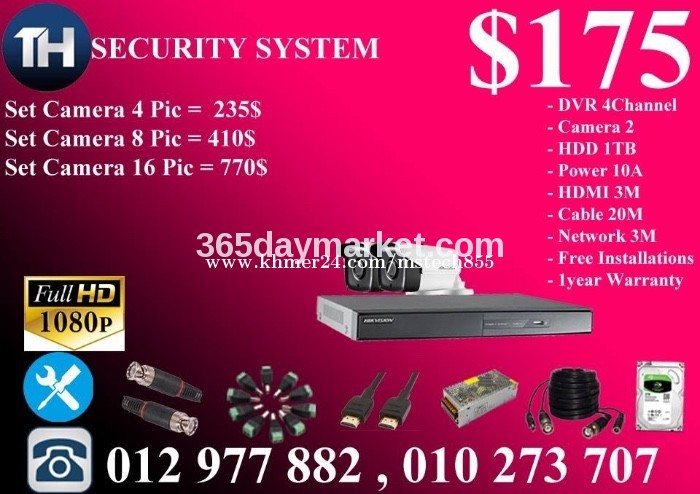 TH SECURITY SYSTEM
$175
Set Camera 4 Pic = 235$
Set Camera 8 Pic = 410$
Set Camera 16 Pic = 770$
- DVR 4Channel
- Camera 2
- HDD 1TB
- Power 10A
- HDMI 3M
- Cable 20M
- Network 3M
- Free Installations
- 1year Warranty
365daymarket.com
www.khmer24.com/mstech855
Full HD
1080P
HIKVISION
012 977 882 , 010 273 707